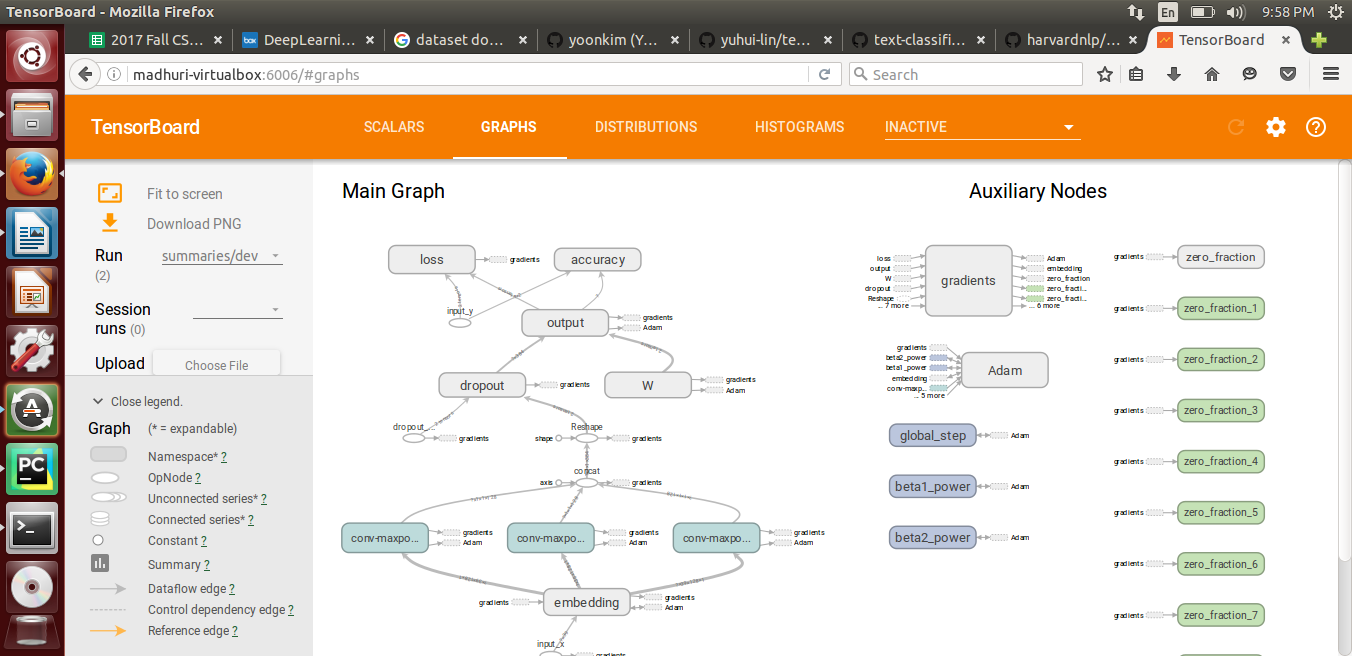 TensorBoard - Mozilla Firefox
En
9:58 PM
2017 Fall CS... ×
box DeepLearni... ×
dataset do... ×
yoonkim (Y... ×
yuhui-lin/te... ×
text-classifi... ×
harvardnlp/... ×
TensorBoard ×
madhuri-virtualbox:6006/#graphs
Search
TensorBoard
SCALARS
GRAPHS
DISTRIBUTIONS
HISTOGRAMS
INACTIVE
Fit to screen
Download PNG
Run
(2)
summaries/dev
Session
runs (0)
Upload
Choose File
Close legend.
Graph
(* = expandable)
Namespace* ?
OpNode ?
Unconnected series* ?
Connected series* ?
Constant ?
Summary ?
Dataflow edge ?
Control dependency edge ?
Reference edge ?
PC
Main Graph
loss
gradients
accuracy
input_y
output
gradients
Adam
dropout
gradients
W
gradients
Adam
dropout_...
gradients
Reshape
shape
gradients
concat
axis
gradients
conv-maxpo...
gradients
Adam
conv-maxpo...
gradients
Adam
conv-maxpo...
gradients
Adam
gradients
embedding
gradients
Adam
input_x
gradients
Auxiliary Nodes
loss
output
W
dropout
Reshape
... 7 more
gradients
Adam
embedding
zero_fraction
zero_fracti...
zero_fracti...
... 6 more
gradients
beta2_power
beta1_power
embedding
conv-maxp...
... 5 more
Adam
global_step
Adam
beta1_power
Adam
beta2_power
Adam
gradients
zero_fraction
gradients
zero_fraction_1
gradients
zero_fraction_2
gradients
zero_fraction_3
gradients
zero_fraction_4
gradients
zero_fraction_5
gradients
zero_fraction_6
gradients
zero_fraction_7